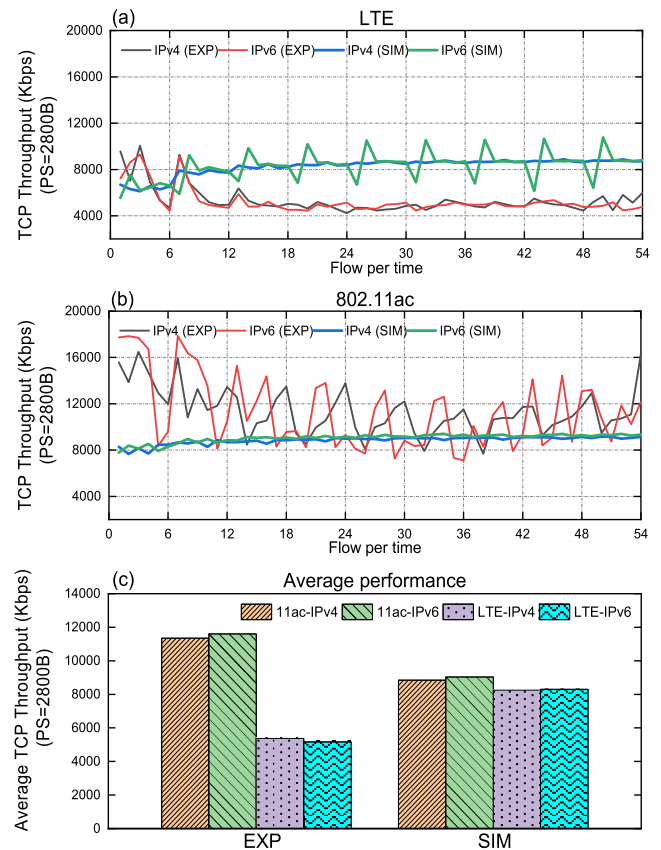 (a) LTE
20000
16000
12000
8000
4000
TCP Throughput (Kbps)
(PS=2800B)
IPv4 (EXP) IPv6 (EXP) IPv4 (SIM) IPv6 (SIM)
0 6 12 18 24 30 36 42 48 54
Flow per time
(b) 802.11ac
20000
16000
12000
8000
4000
TCP Throughput (Kbps)
(PS=2800B)
IPv4 (EXP) IPv6 (EXP) IPv4 (SIM) IPv6 (SIM)
0 6 12 18 24 30 36 42 48 54
Flow per time
(c) Average performance
14000
12000
10000
8000
6000
4000
2000
0
Average TCP Throughput (Kbps)
(PS=2800B)
11ac-IPv4 11ac-IPv6 LTE-IPv4 LTE-IPv6
EXP SIM